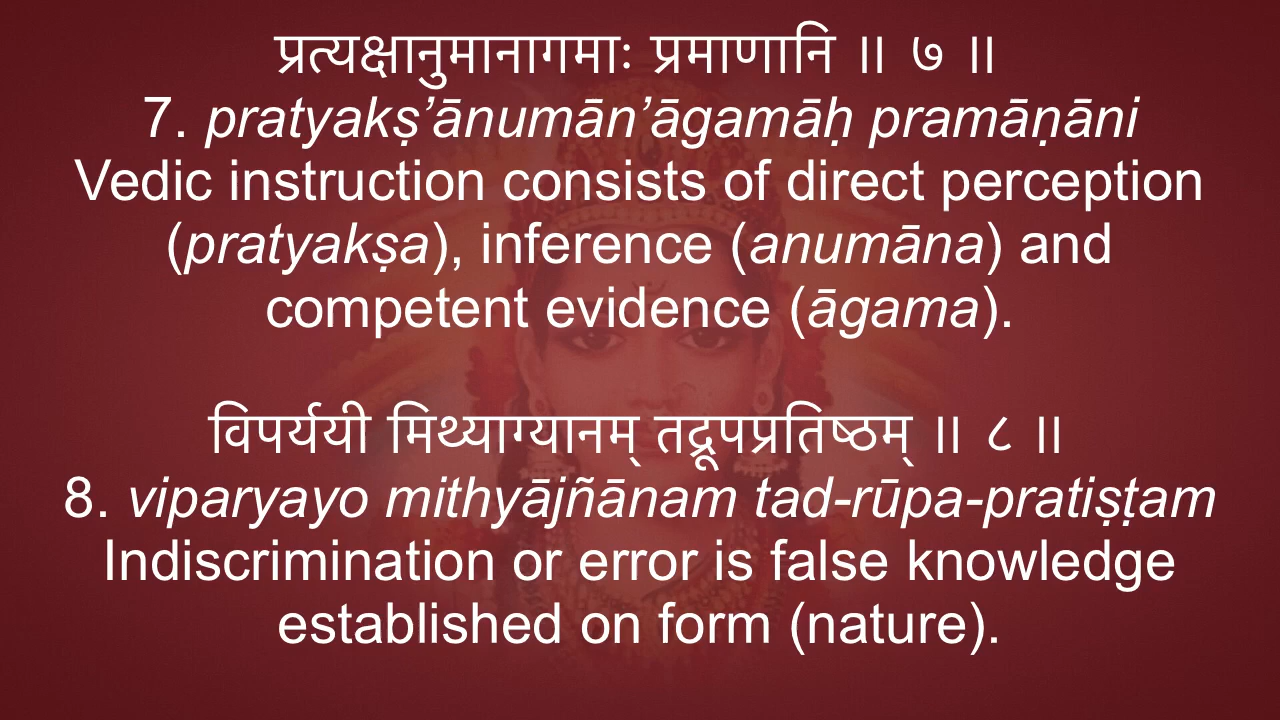 प्रत्यक्षानुमानागमाः प्रमाणानि ॥ ७ ॥
7. pratyakṣ’ānumān’āgamāḥ pramāṇāni
Vedic instruction consists of direct perception
(pratyakṣa), inference (anumāna) and
competent evidence (āgama).
विपर्ययी मिथ्याग्यानम् तद्रूपप्रतिष्ठम् ॥ ८ ॥
8. viparyayo mithyājñānam tad-rūpa-pratiṣṭam
Indiscrimination or error is false knowledge
established on form (nature).